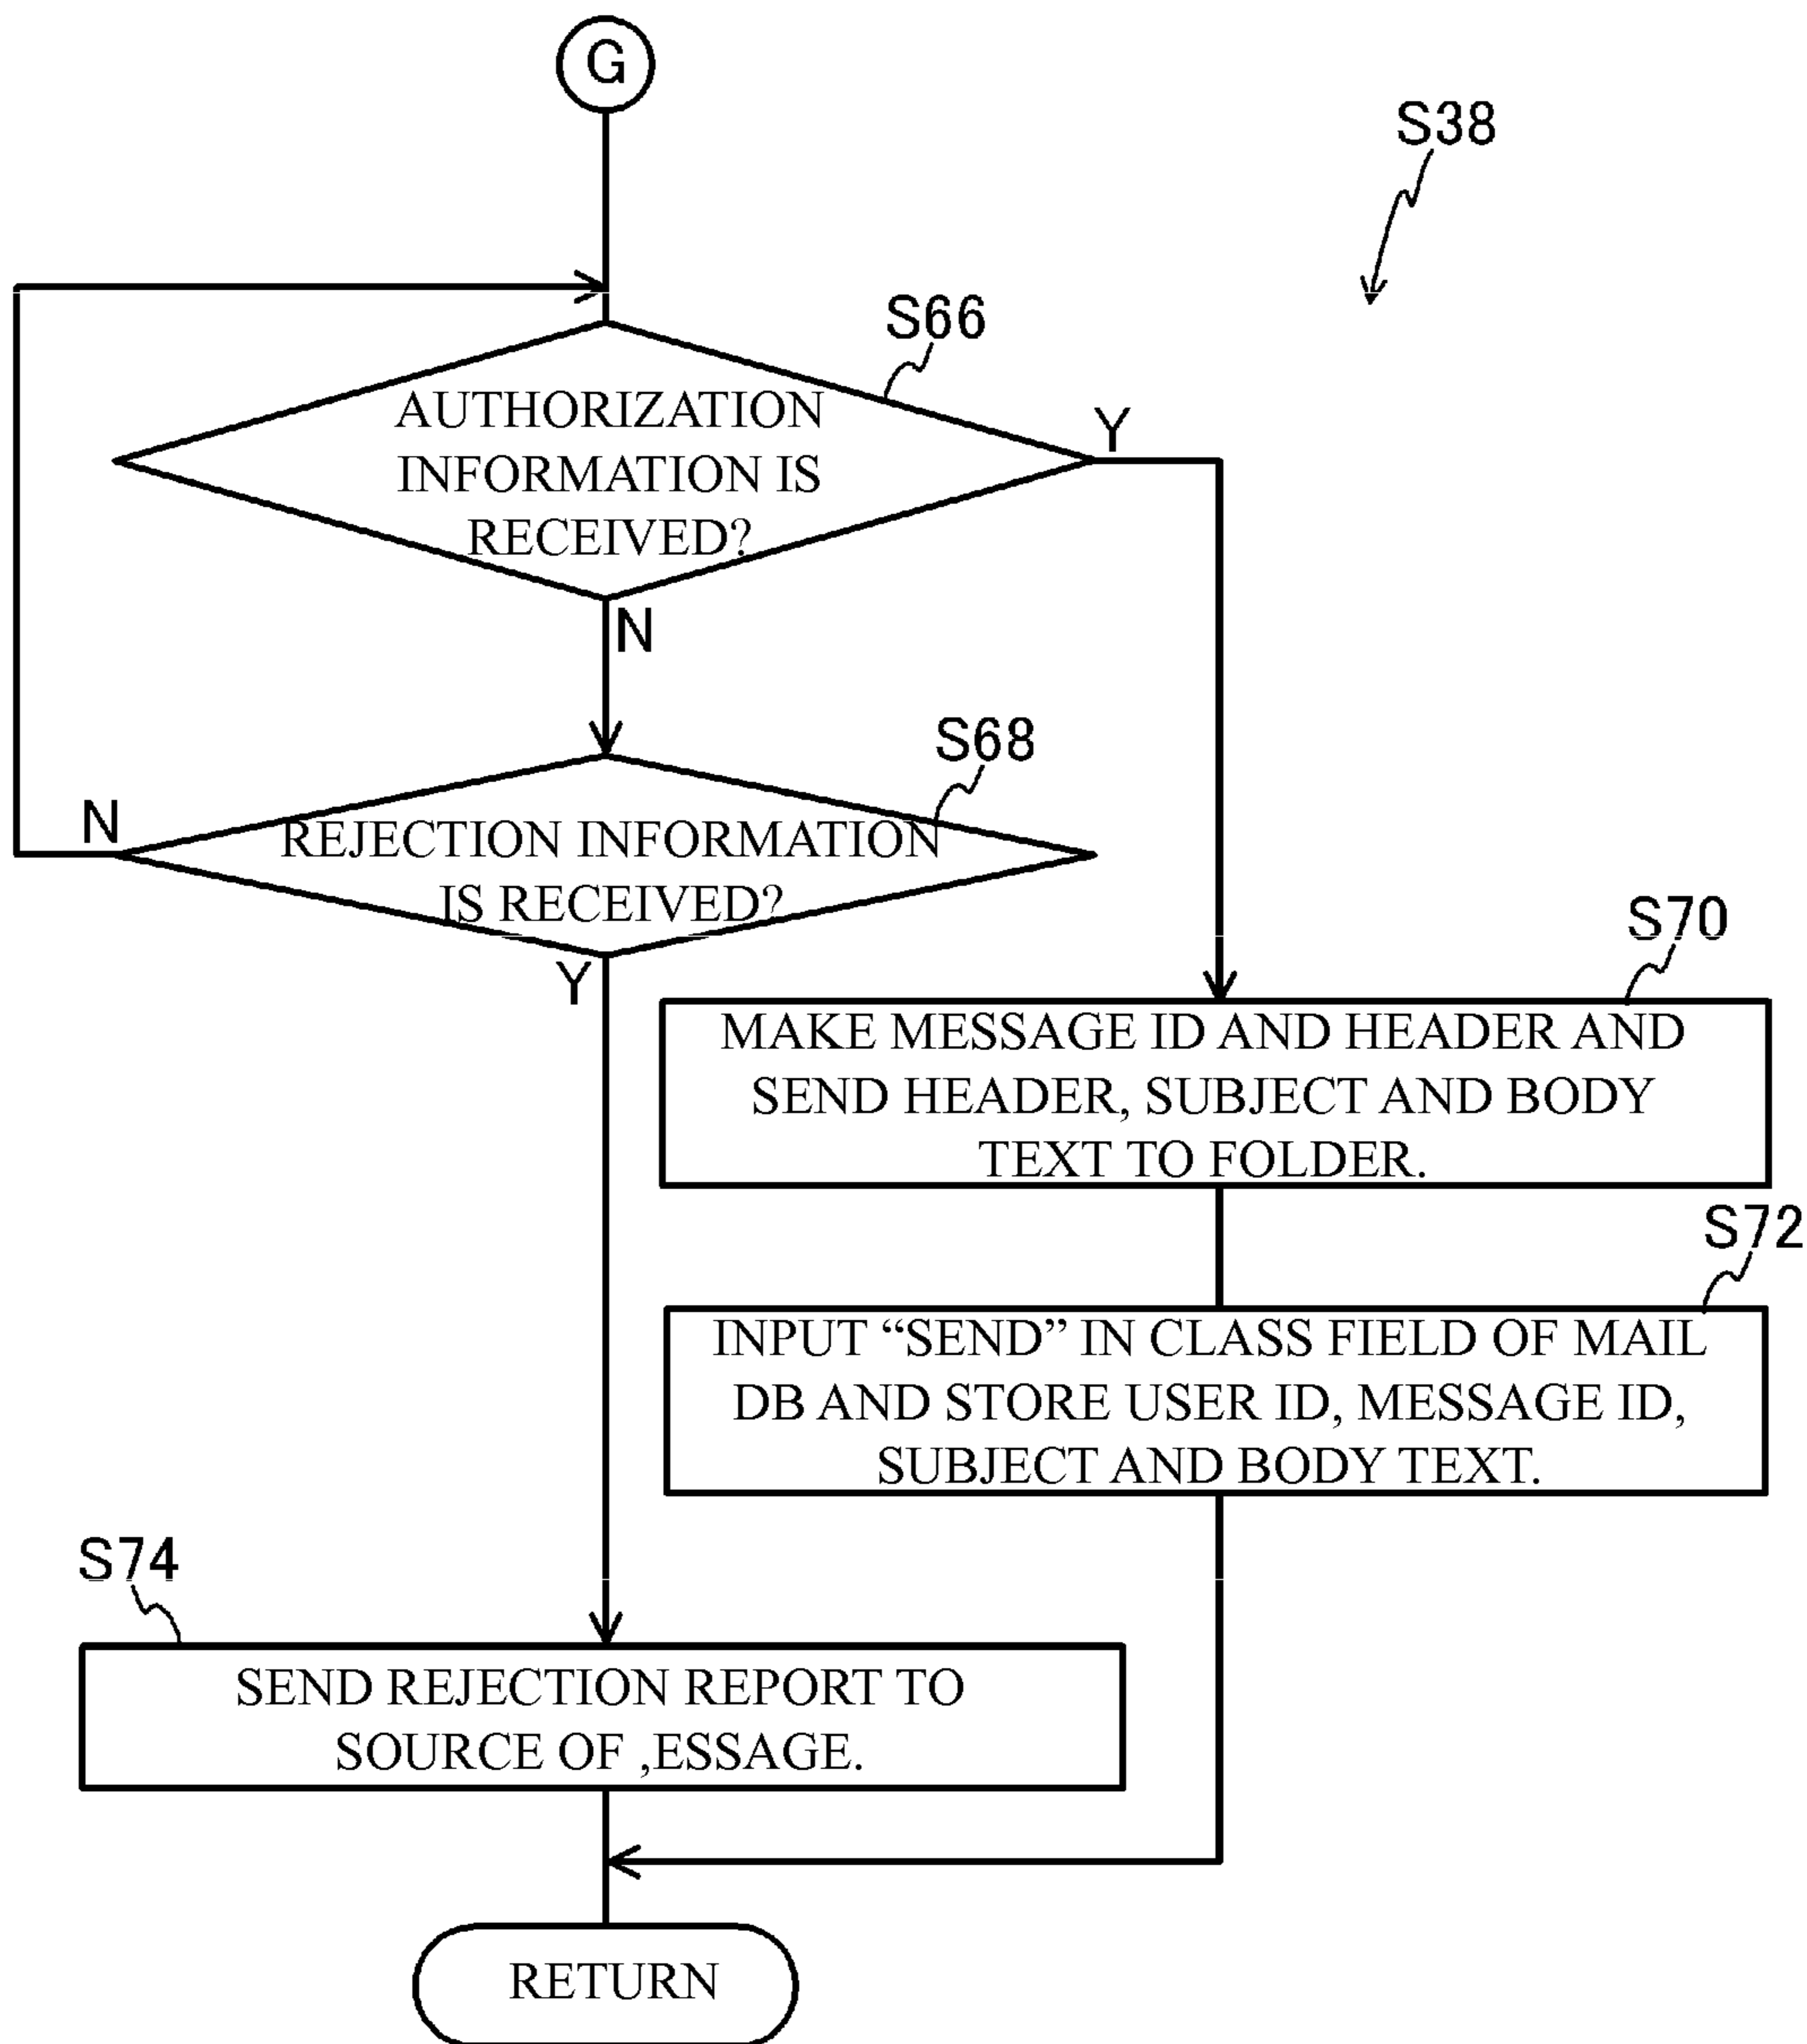 G
S38
S66
AUTHORIZATION
INFORMATION IS
RECEIVED?
Y
N
S68
N
REJECTION INFORMATION
IS RECEIVED?
Y
S70
MAKE MESSAGE ID AND HEADER AND
SEND HEADER, SUBJECT AND BODY
TEXT TO FOLDER.
S72
INPUT “SEND” IN CLASS FIELD OF MAIL
DB AND STORE USER ID, MESSAGE ID,
SUBJECT AND BODY TEXT.
S74
SEND REJECTION REPORT TO
SOURCE OF ,ESSAGE.
RETURN